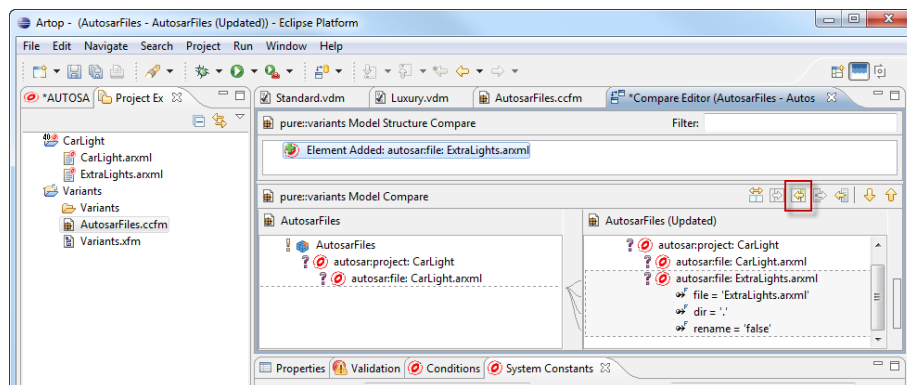 Artop - (AutosarFiles - AutosarFiles (Updated)) - Eclipse Platform
File Edit Navigate Search Project Run Window Help
*AUTOSA Project Ex
CarLight
CarLight.arxml
ExtraLights.arxml
Variants
Variants
AutosarFiles.ccfm
Variants.xfm
Standard.vdm Luxury.vdm AutosarFiles.ccfm *Compare Editor (AutosarFiles - Autos
pure::variants Model Structure Compare Filter:
Element Added: autosar:file: ExtraLights.arxml
pure::variants Model Compare
AutosarFiles
AutosarFiles
autosar:project: CarLight
autosar:file: CarLight.arxml
AutosarFiles (Updated)
autosar:project: CarLight
autosar:file: CarLight.arxml
autosar:file: ExtraLights.arxml
file = 'ExtraLights.arxml'
dir = '.'
rename = 'false'
Properties Validation Conditions System Constants